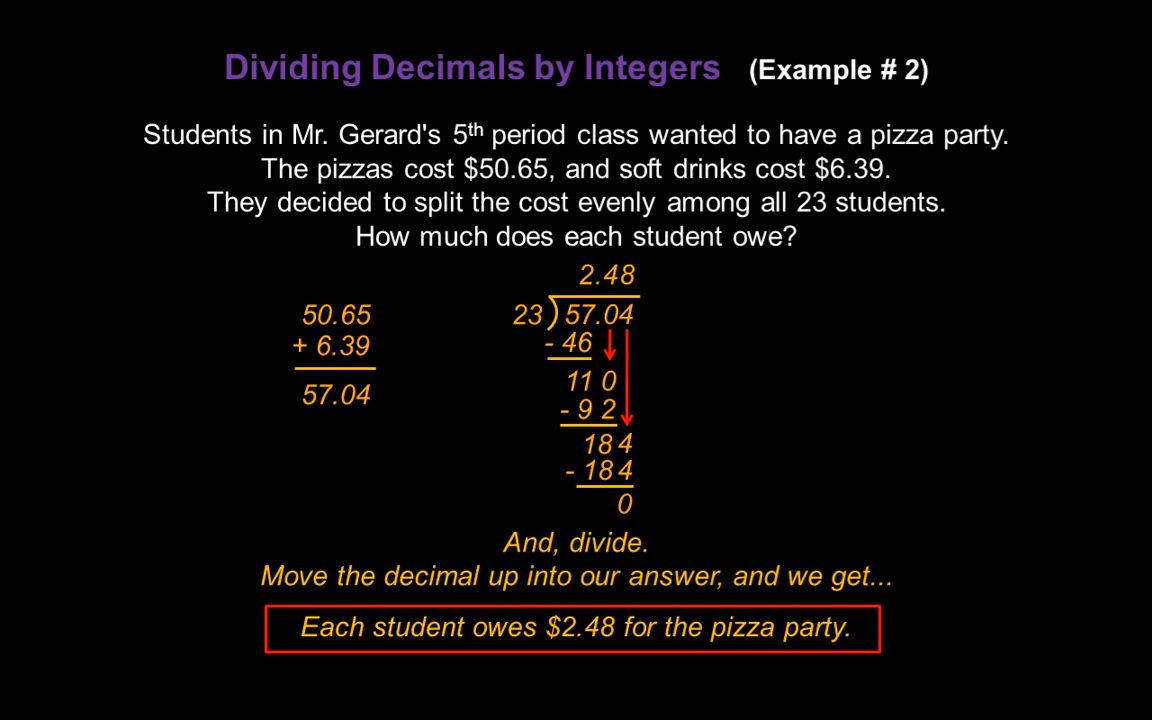 Dividing Decimals by Integers (Example # 2)
Students in Mr. Gerard's 5th period class wanted to have a pizza party.
The pizzas cost $50.65, and soft drinks cost $6.39.
They decided to split the cost evenly among all 23 students.
How much does each student owe?
50.65
+ 6.39
57.04
2.48
23 ) 57.04
- 46
11 0
- 9 2
18 4
- 18 4
0
And, divide.
Move the decimal up into our answer, and we get...
Each student owes $2.48 for the pizza party.